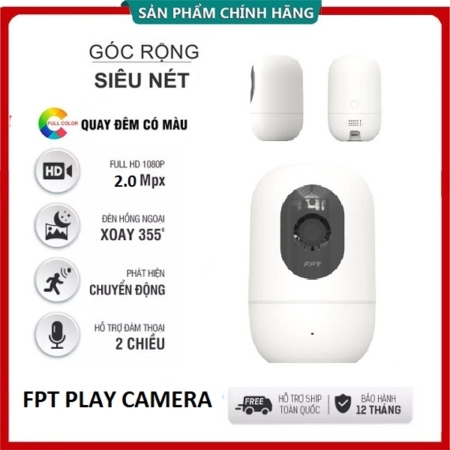 SẢN PHẨM CHÍNH HÃNG
GÓC RỘNG
SIÊU NÉT
FULL COLOR
QUAY ĐÊM CÓ MÀU
HD
FULL HD 1080P
2.0 Mpx
ĐÈN HỒNG NGOẠI
XOAY 355°
PHÁT HIỆN
CHUYỂN ĐỘNG
HỖ TRỢ ĐÀM THOẠI
2 CHIỀU
FPT
FPT PLAY CAMERA
FREE
HỖ TRỢ SHIP
TOÀN QUỐC
BẢO HÀNH
12 THÁNG